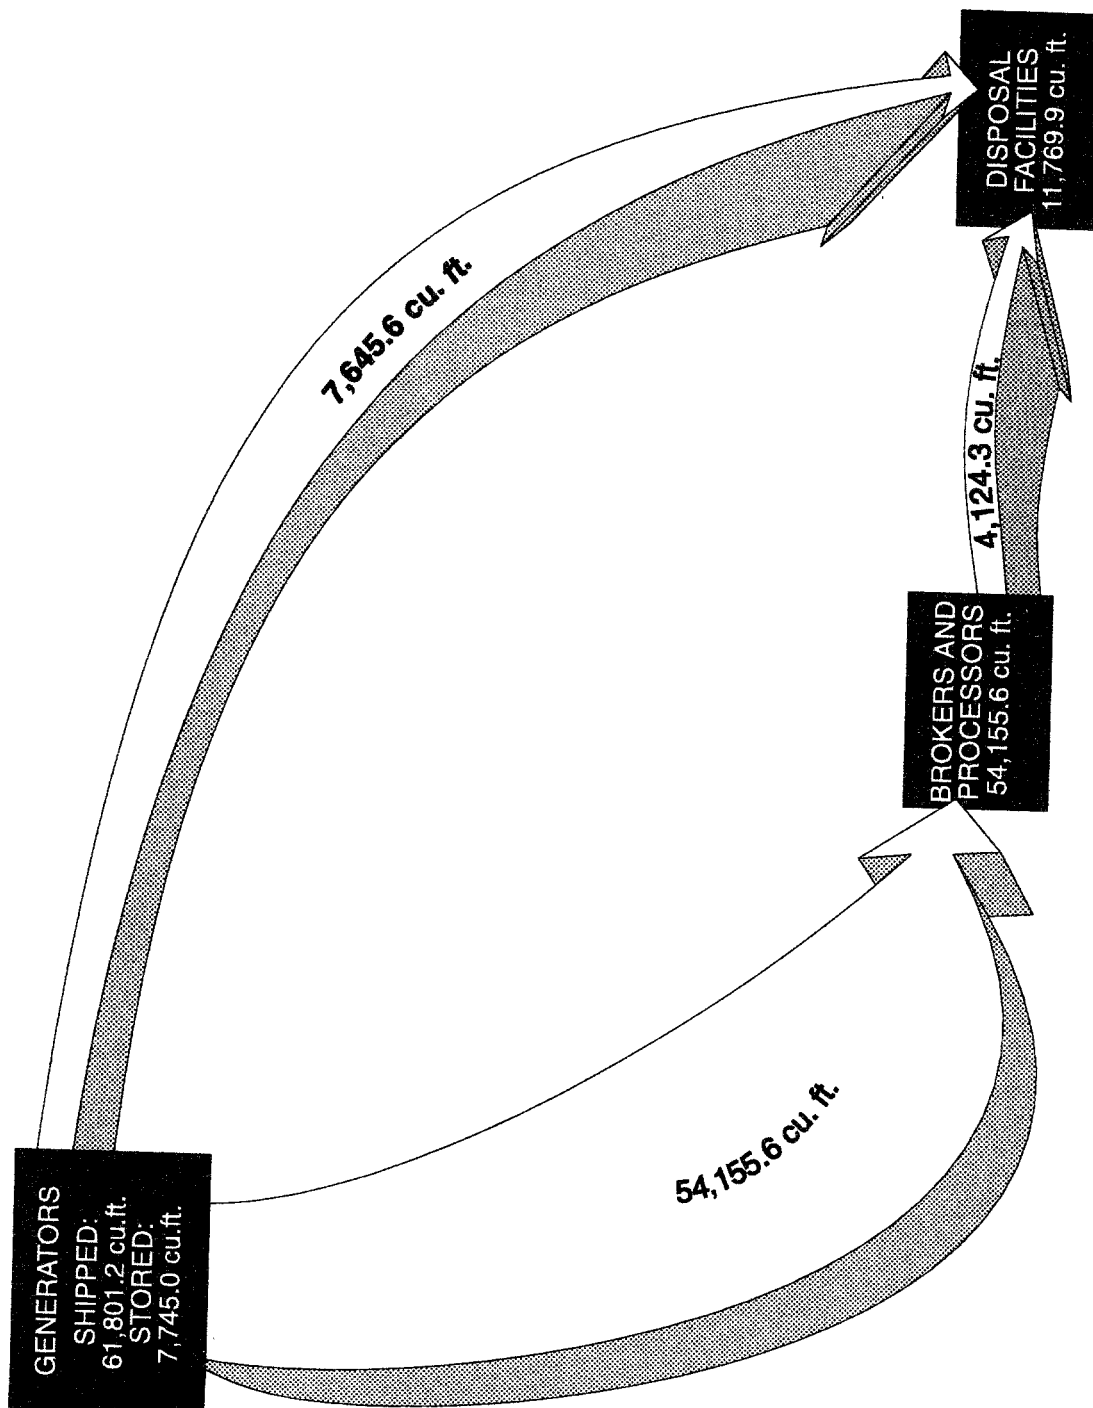 GENERATORS
SHIPPED:
61,801.2 cu.ft.
STORED:
7,745.0 cu.ft.
7,645.6 cu. ft.
54,155.6 cu. ft.
BROKERS AND
PROCESSORS
54,155.6 cu. ft.
4,124.3 cu. ft.
DISPOSAL
FACILITIES
11,769.9 cu. ft.